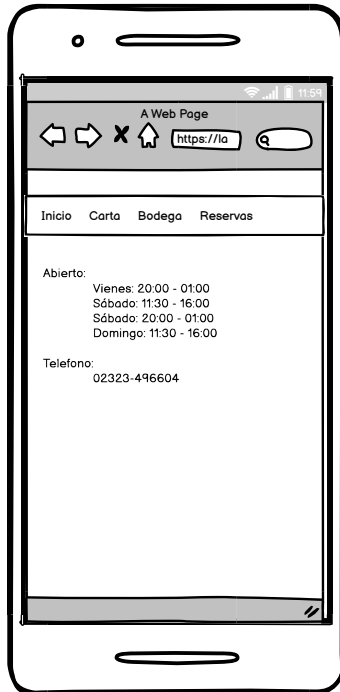 11:59
A Web Page
https://la
Inicio Carta Bodega Reservas
Abierto:
Vienes: 20:00 - 01:00
Sábado: 11:30 - 16:00
Sábado: 20:00 - 01:00
Domingo: 11:30 - 16:00
Telefono:
02323-496604